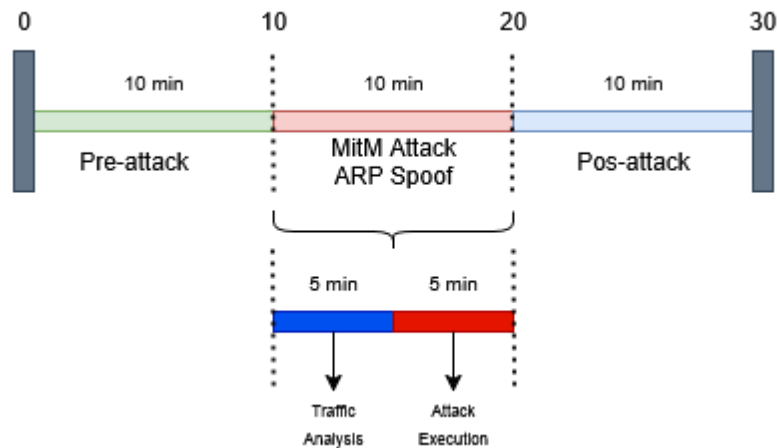 0 10 20 30
10 min 10 min 10 min
Pre-attack MitM Attack Pos-attack
ARP Spoof
5 min 5 min
Traffic Attack
Analysis Execution